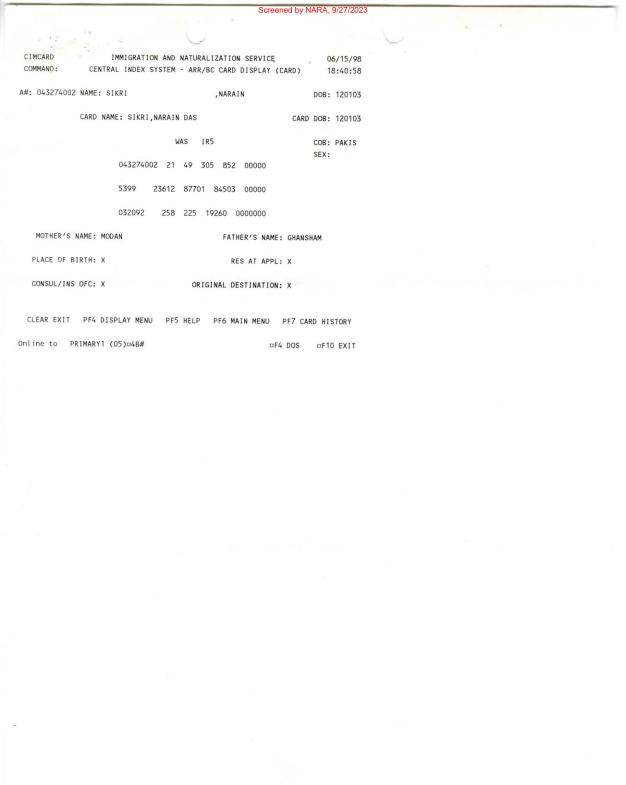 Screened by NARA, 9/27/2023
CIMCARD IMMIGRATION AND NATURALIZATION SERVICE 06/15/98
COMMAND: CENTRAL INDEX SYSTEM - ARR/BC CARD DISPLAY (CARD) 18:40:58
A#: 043274002 NAME: SIKRI ,NARAIN DOB: 120103
CARD NAME: SIKRI,NARAIN DAS CARD DOB: 120103
WAS IR5 COB: PAKIS
SEX:
043274002 21 49 305 852 00000
5399 23612 87701 84503 00000
032092 258 225 19260 0000000
MOTHER'S NAME: MODAN FATHER'S NAME: GHANSHAM
PLACE OF BIRTH: X RES AT APPL: X
CONSUL/INS OFC: X ORIGINAL DESTINATION: X
CLEAR EXIT PF4 DISPLAY MENU PF5 HELP PF6 MAIN MENU PF7 CARD HISTORY
Online to PRIMARY1 (05)¤4B# ¤F4 DOS ¤F10 EXIT